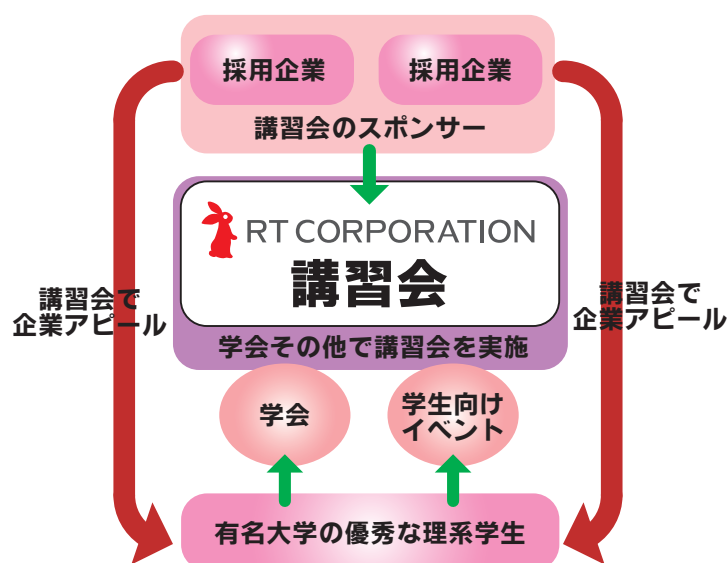 採用企業
採用企業
講習会のスポンサー
RT CORPORATION
講習会
講習会で
企業アピール
講習会で
企業アピール
学会その他で講習会を実施
学会
学生向け
イベント
有名大学の優秀な理系学生